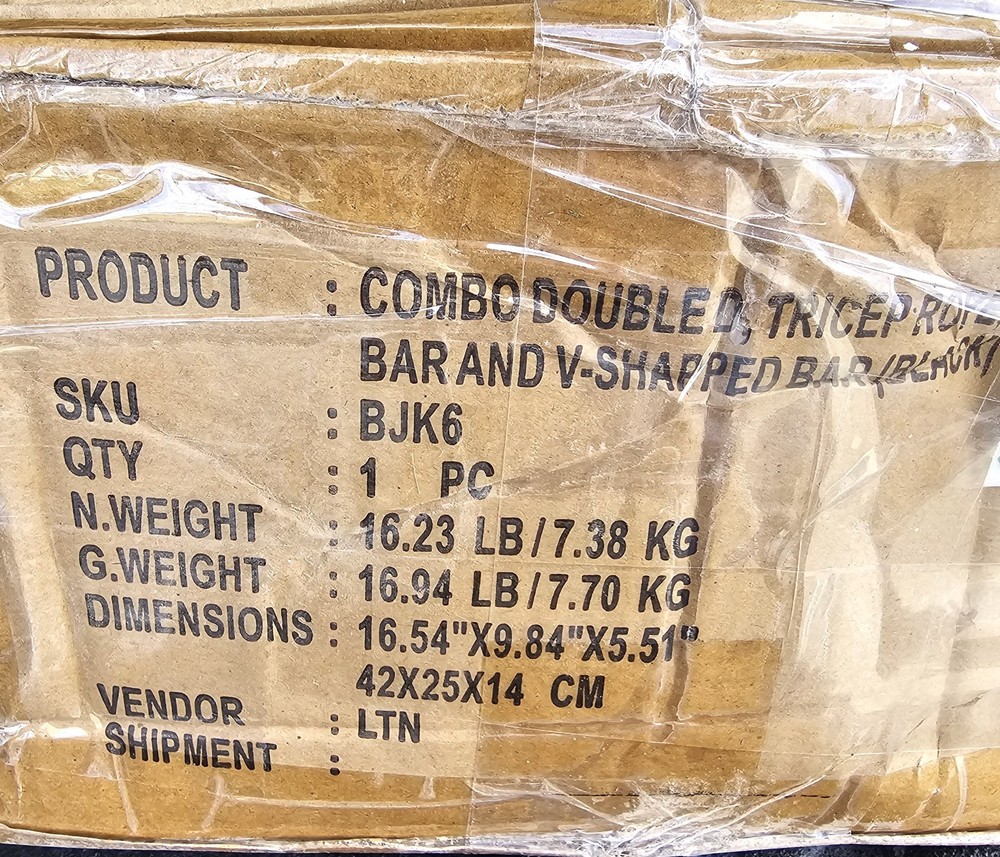 PRODUCT : COMBO DOUBLE D, TRICEP ROPE
BAR AND V-SHAPPED BAR (BLACK)
SKU : BJK6
QTY : 1 PC
N.WEIGHT : 16.23 LB/7.38 KG
G.WEIGHT : 16.94 LB/7.70 KG
DIMENSIONS : 16.54"X9.84"X5.51"
42X25X14 CM
VENDOR : LTN
SHIPMENT :